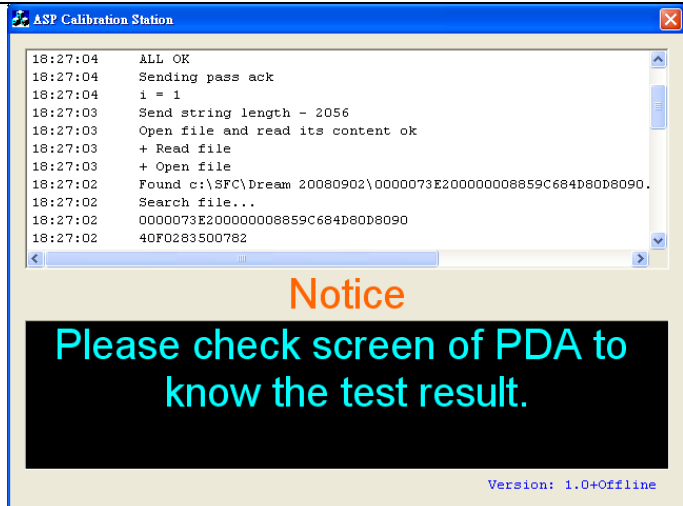 ASP Calibration Station
18:27:04 ALL OK
18:27:04 Sending pass ack
18:27:04 i = 1
18:27:03 Send string length - 2056
18:27:03 Open file and read its content ok
18:27:03 + Read file
18:27:03 + Open file
18:27:02 Found c:\SFC\Dream 20080902\0000073E200000008859C684D80D8090.
18:27:02 Search file...
18:27:02 0000073E200000008859C684D80D8090
18:27:02 40F0283500782
Notice
Please check screen of PDA to
know the test result.
Version: 1.0+Offline